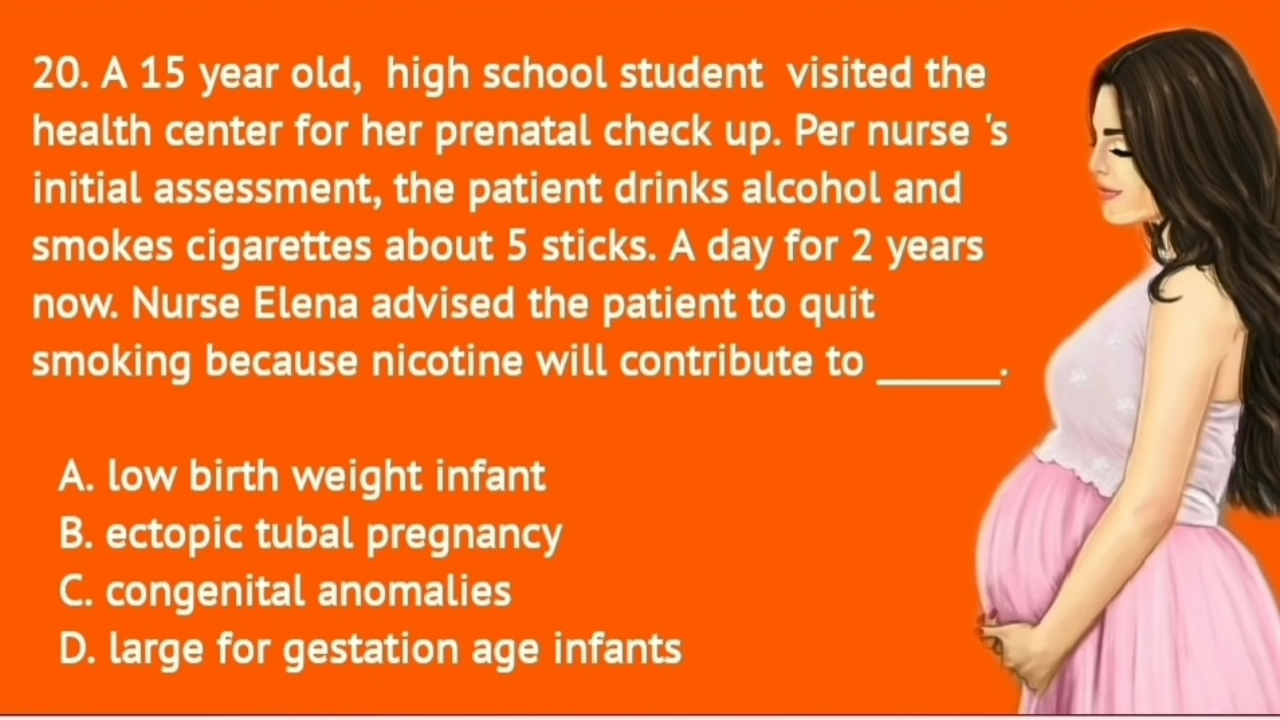 20. A 15 year old,  high school student  visited the
health center for her prenatal check up. Per nurse 's
initial assessment, the patient drinks alcohol and
smokes cigarettes about 5 sticks. A day for 2 years
now. Nurse Elena advised the patient to quit
smoking because nicotine will contribute to ______.
A. low birth weight infant
B. ectopic tubal pregnancy
C. congenital anomalies
D. large for gestation age infants